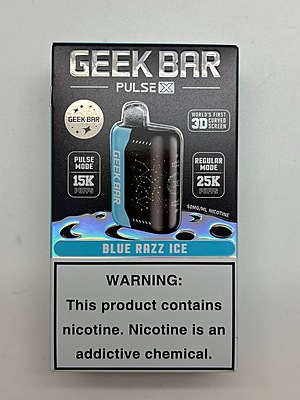 GEEK BAR
PULSE X
GEEK BAR
WORLD'S FIRST
3D CURVED
SCREEN
GEEK BAR
PULSE
MODE
15K
PUFFS
REGULAR
MODE
25K
PUFFS
50MG/ML NICOTINE
BLUE RAZZ ICE
WARNING:
This product contains
nicotine. Nicotine is an
addictive chemical.